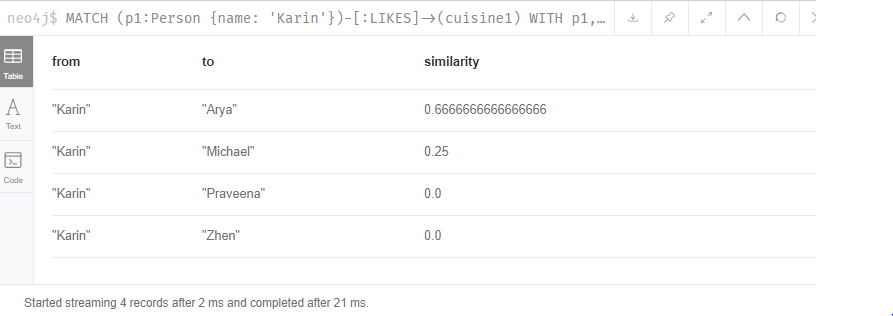 neo4j$ MATCH (p1:Person {name: 'Karin'})-[:LIKES]→(cuisine1) WITH p1,…
Table
Text
Code
from to similarity
"Karin" "Arya" 0.6666666666666666
"Karin" "Michael" 0.25
"Karin" "Praveena" 0.0
"Karin" "Zhen" 0.0
Started streaming 4 records after 2 ms and completed after 21 ms.